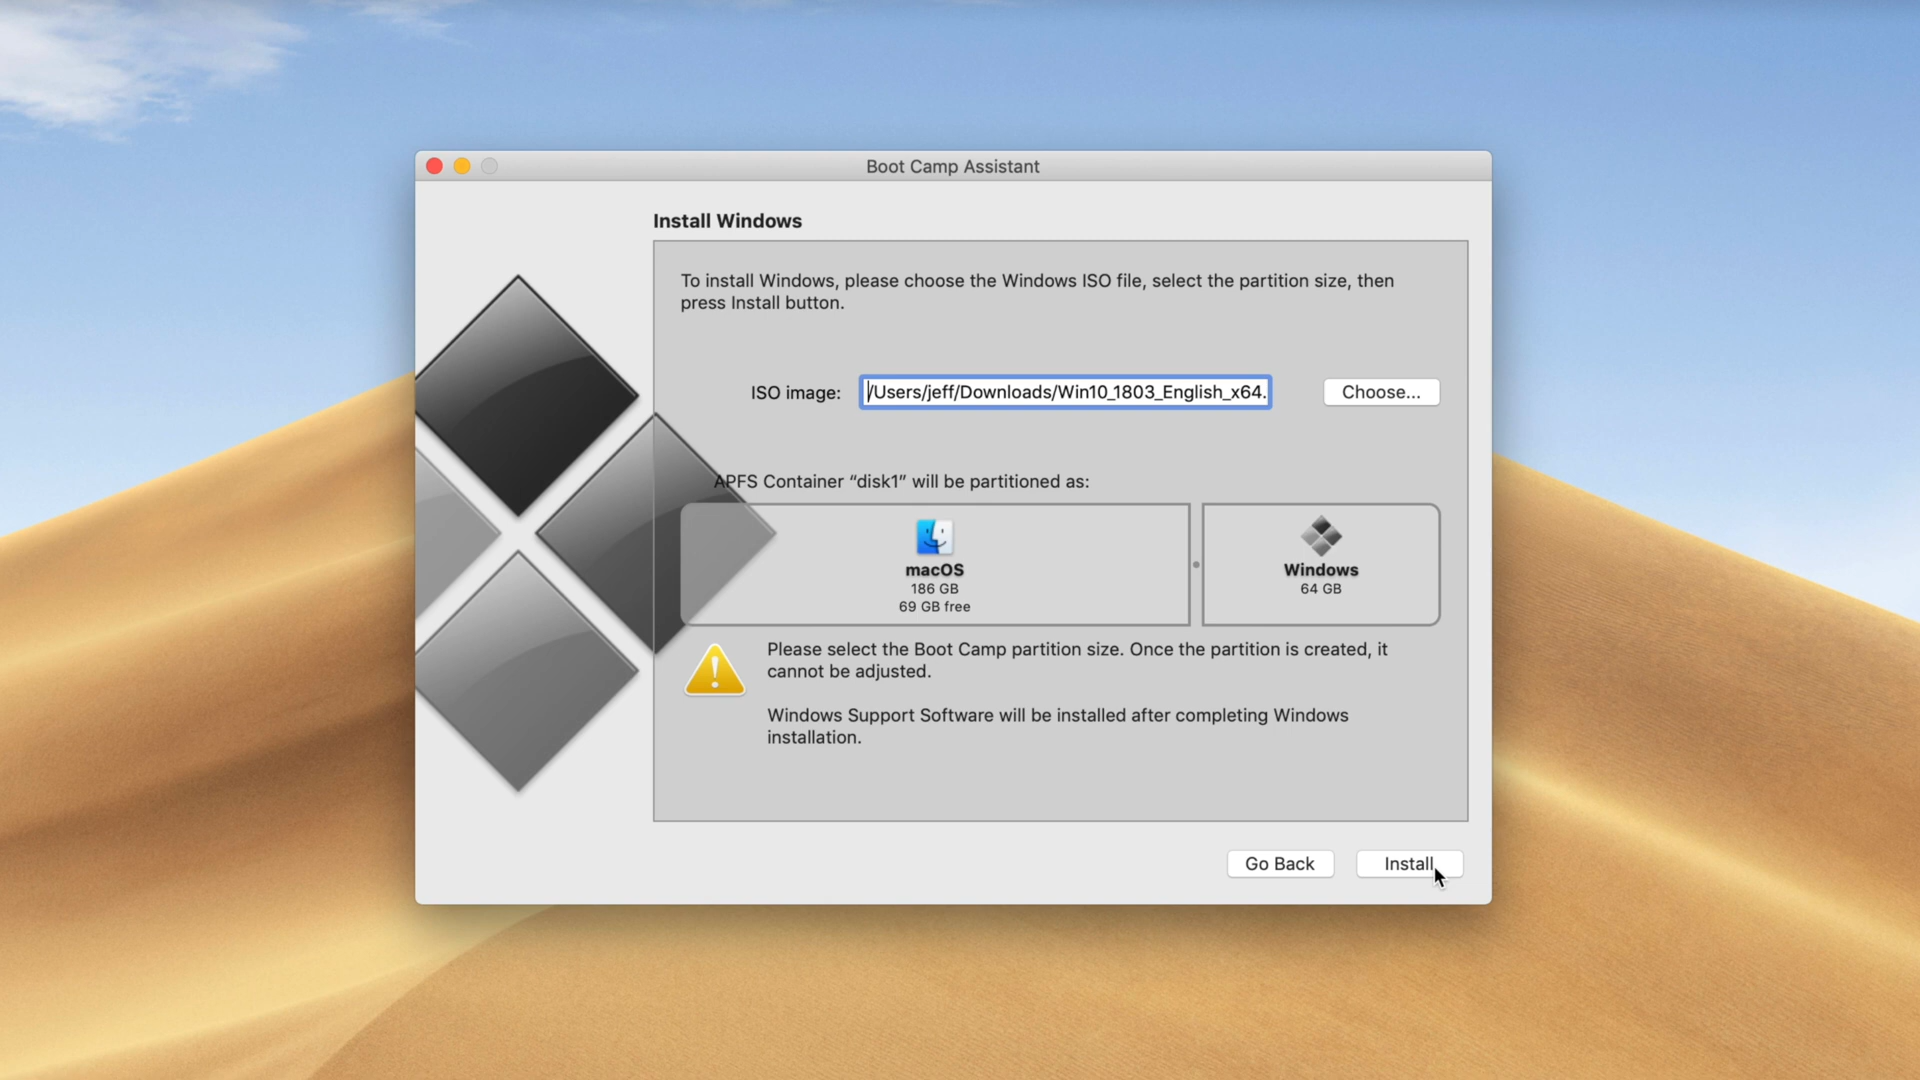 Boot Camp Assistant
Install Windows
To install Windows, please choose the Windows ISO file, select the partition size, then
press Install button.
ISO image: /Users/jeff/Downloads/Win10_1803_English_x64. Choose...
APFS Container “disk1” will be partitioned as:
macOS
186 GB
69 GB free
Windows
64 GB
Please select the Boot Camp partition size. Once the partition is created, it
cannot be adjusted.
Windows Support Software will be installed after completing Windows
installation.
Go Back Install